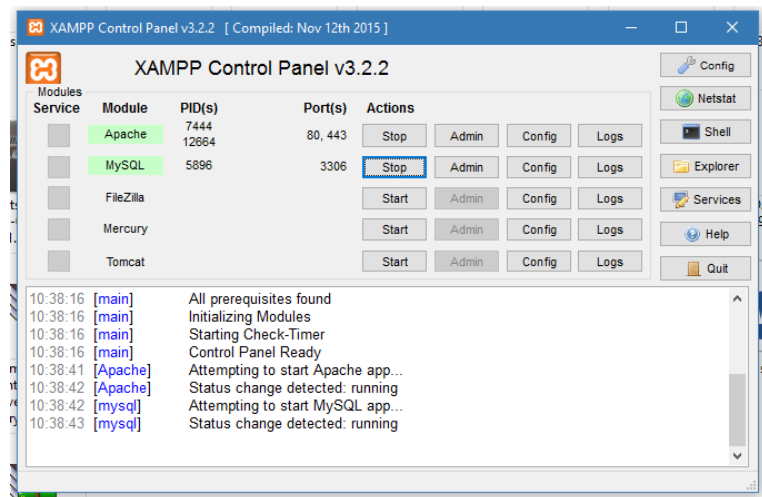 XAMPP Control Panel v3.2.2 [ Compiled: Nov 12th 2015 ]
XAMPP Control Panel v3.2.2
Config
Modules
Netstat
Service Module PID(s) Port(s) Actions
Apache 7444 12664 80, 443 Stop Admin Config Logs
Shell
MySQL 5896 3306 Stop Admin Config Logs
Explorer
FileZilla Start Admin Config Logs
Services
Mercury Start Admin Config Logs
Help
Tomcat Start Admin Config Logs
Quit
10:38:16 [main] All prerequisites found
10:38:16 [main] Initializing Modules
10:38:16 [main] Starting Check-Timer
10:38:16 [main] Control Panel Ready
10:38:41 [Apache] Attempting to start Apache app...
10:38:42 [Apache] Status change detected: running
10:38:42 [mysql] Attempting to start MySQL app...
10:38:43 [mysql] Status change detected: running